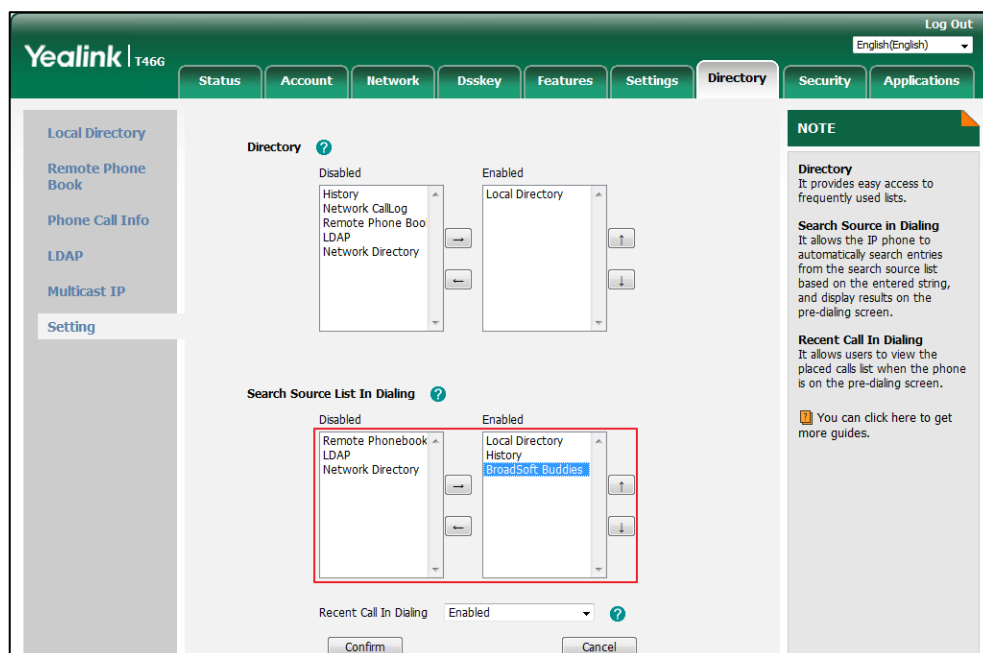 Log Out
English(English)
Yealink T46G
Status Account Network Dsskey Features Settings Directory Security Applications
Local Directory
Remote Phone
Book
Phone Call Info
LDAP
Multicast IP
Setting
Directory ?
Disabled Enabled
History
Network CallLog
Remote Phone Boo
LDAP
Network Directory
Local Directory
→
←
↑
↓
Search Source List In Dialing ?
Disabled Enabled
Remote Phonebook
LDAP
Network Directory
Local Directory
History
BroadSoft Buddies
→
←
↑
↓
Recent Call In Dialing Enabled ?
Confirm Cancel
NOTE
Directory
It provides easy access to
frequently used lists.
Search Source in Dialing
It allows the IP phone to
automatically search entries
from the search source list
based on the entered string,
and display results on the
pre-dialing screen.
Recent Call In Dialing
It allows users to view the
placed calls list when the phone
is on the pre-dialing screen.
? You can click here to get
more guides.